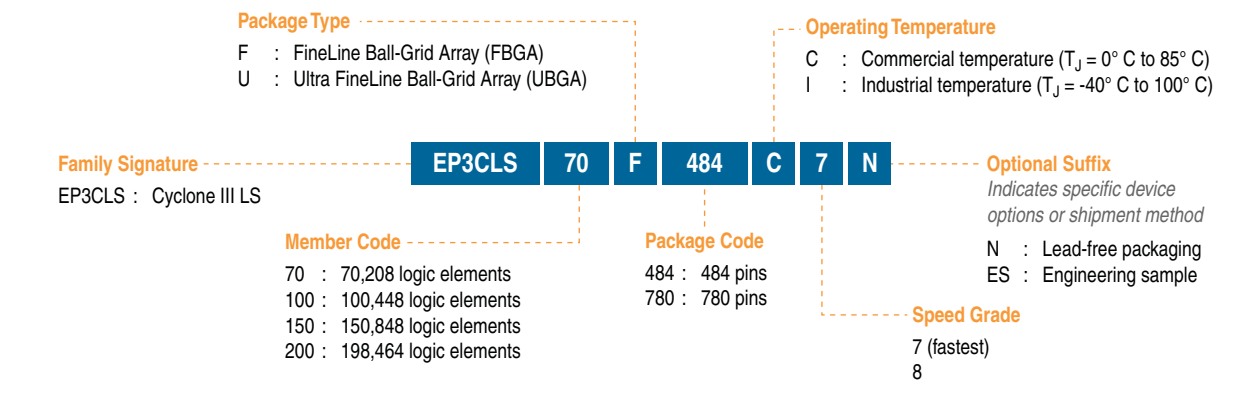 Package Type
F : FineLine Ball-Grid Array (FBGA)
U : Ultra FineLine Ball-Grid Array (UBGA)
Operating Temperature
C : Commercial temperature (TJ = 0° C to 85° C)
I : Industrial temperature (TJ = -40° C to 100° C)
Family Signature
EP3CLS : Cyclone III LS
EP3CLS 70 F 484 C 7 N
Optional Suffix
Indicates specific device
options or shipment method
N : Lead-free packaging
ES : Engineering sample
Member Code
70 : 70,208 logic elements
100 : 100,448 logic elements
150 : 150,848 logic elements
200 : 198,464 logic elements
Package Code
484 : 484 pins
780 : 780 pins
Speed Grade
7 (fastest)
8